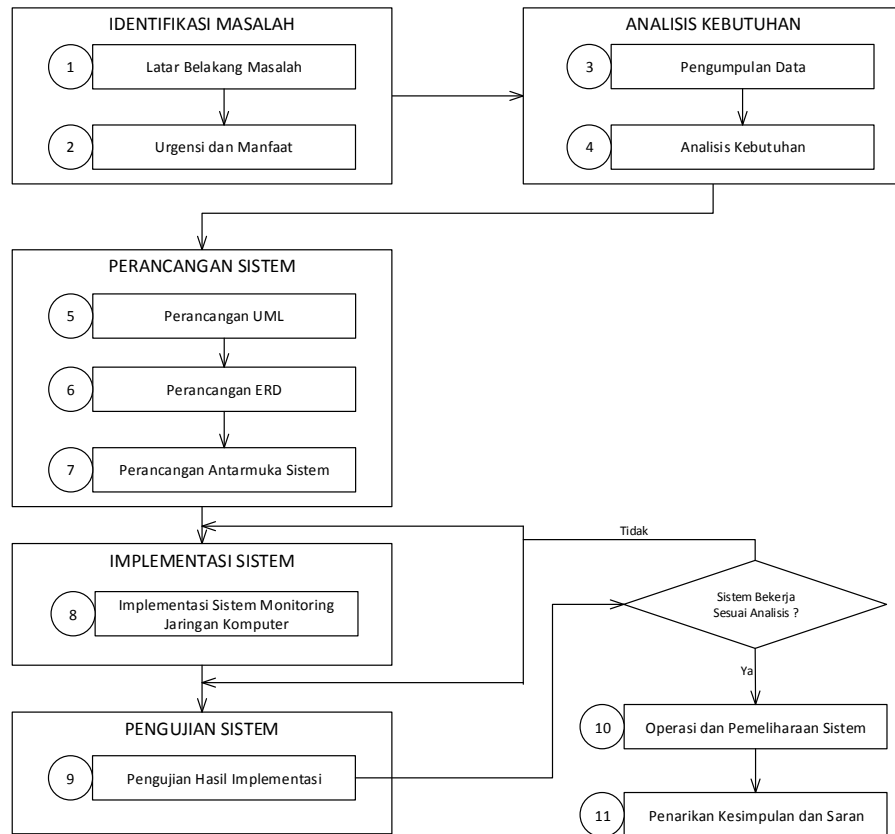 IDENTIFIKASI MASALAH
1
Latar Belakang Masalah
2
Urgensi dan Manfaat
ANALISIS KEBUTUHAN
3
Pengumpulan Data
4
Analisis Kebutuhan
PERANCANGAN SISTEM
5
Perancangan UML
6
Perancangan ERD
7
Perancangan Antarmuka Sistem
IMPLEMENTASI SISTEM
8
Implementasi Sistem Monitoring
Jaringan Komputer
PENGUJIAN SISTEM
9
Pengujian Hasil Implementasi
Tidak
Sistem Bekerja
Sesuai Analisis ?
Ya
10
Operasi dan Pemeliharaan Sistem
11
Penarikan Kesimpulan dan Saran